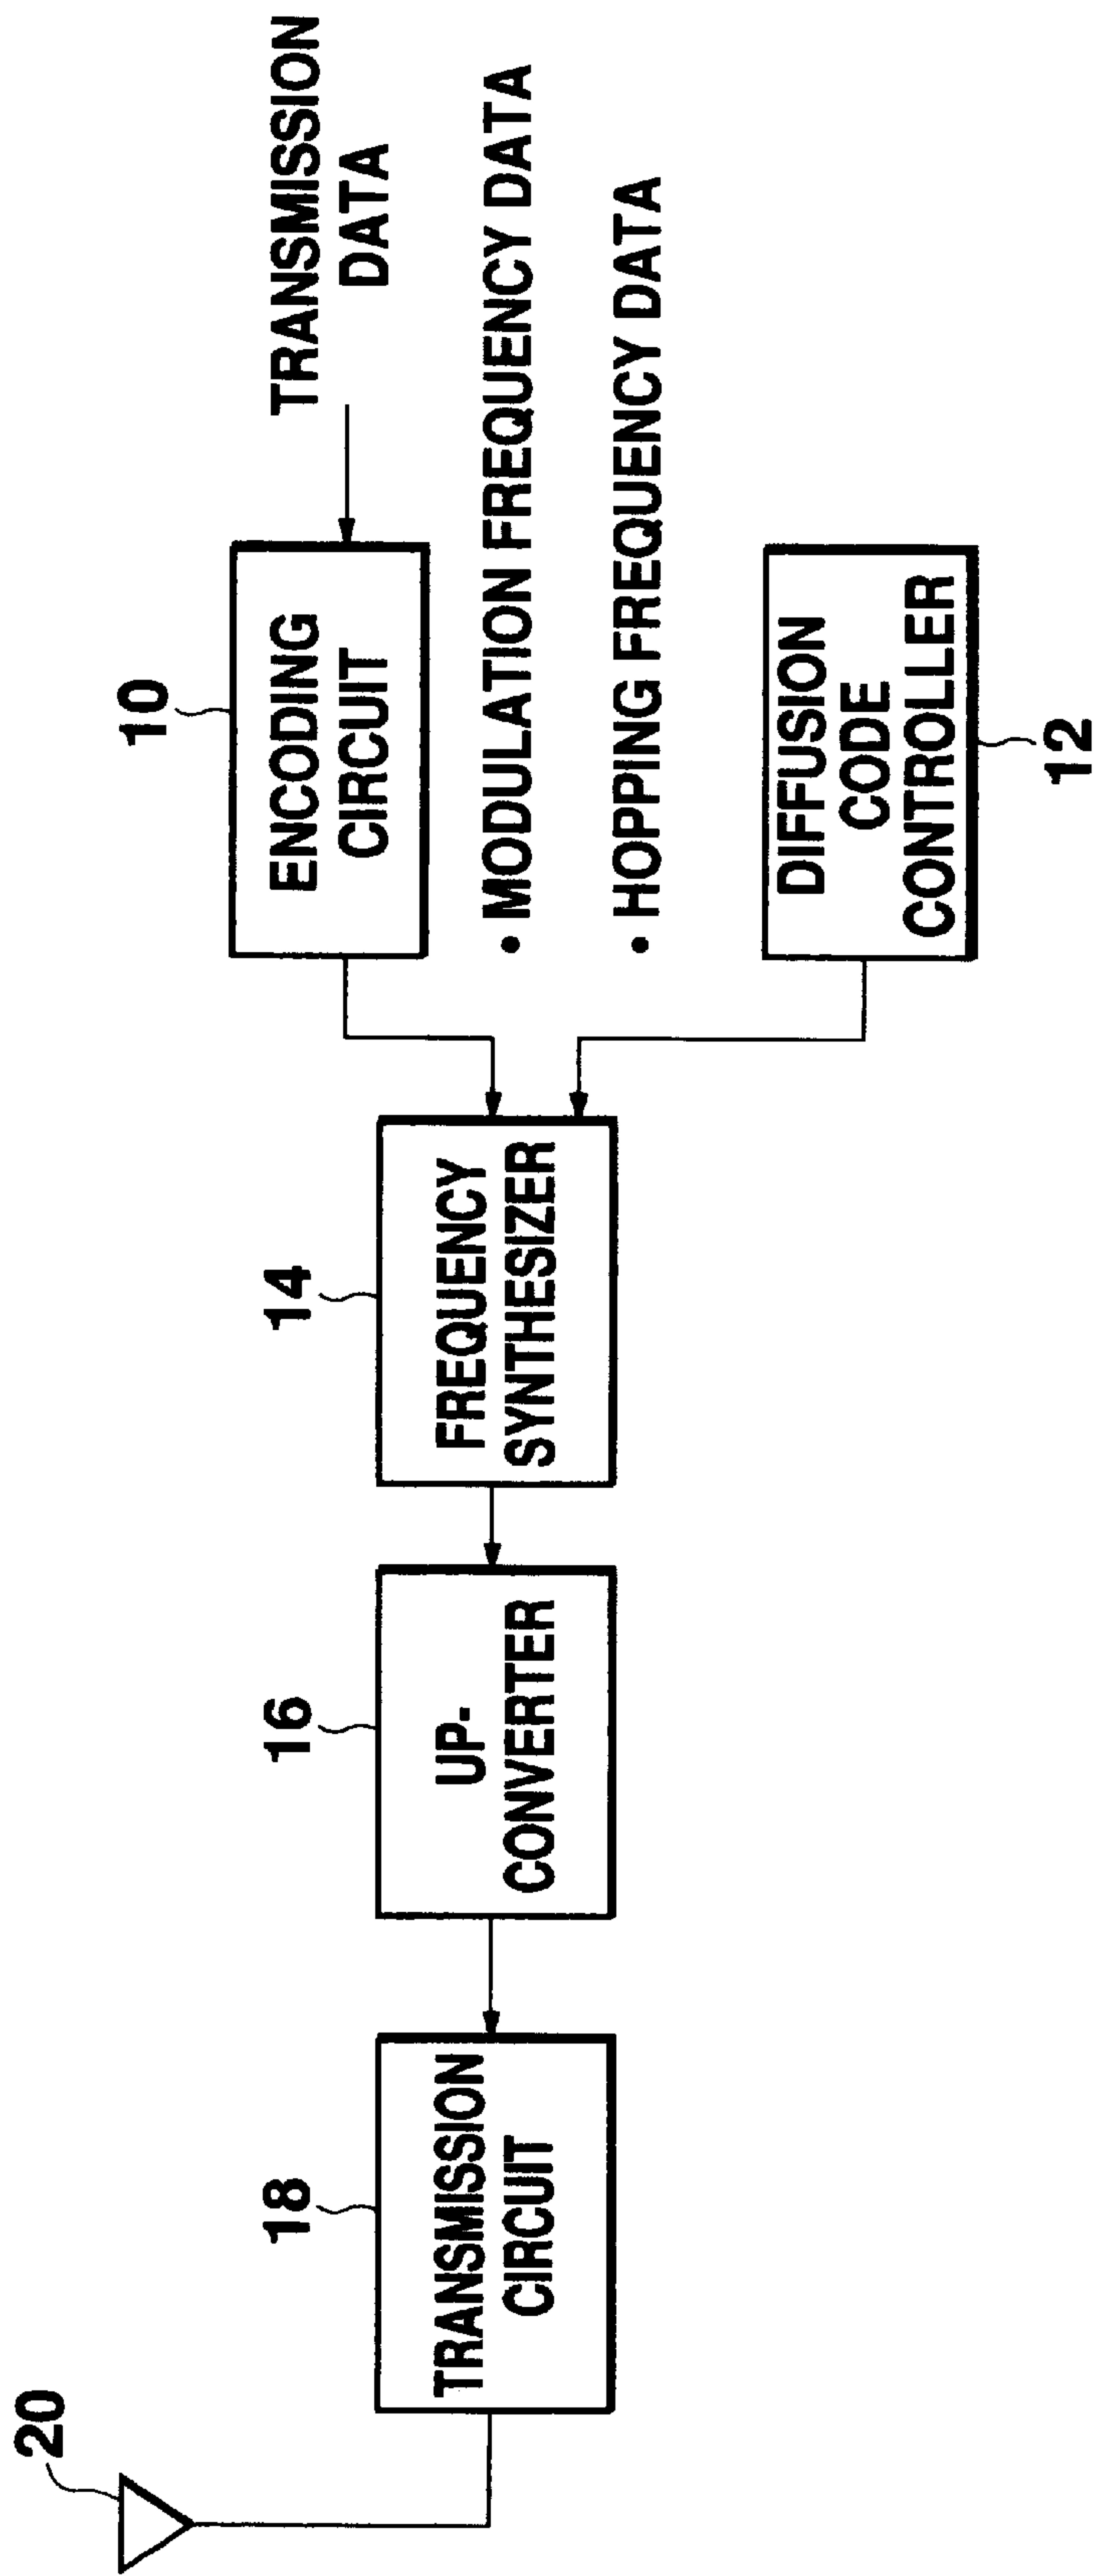 20
18
TRANSMISSION
CIRCUIT
16
UP-
CONVERTER
14
FREQUENCY
SYNTHESIZER
10
ENCODING
CIRCUIT
TRANSMISSION
DATA
• MODULATION FREQUENCY DATA
• HOPPING FREQUENCY DATA
DIFFUSION
CODE
CONTROLLER
12